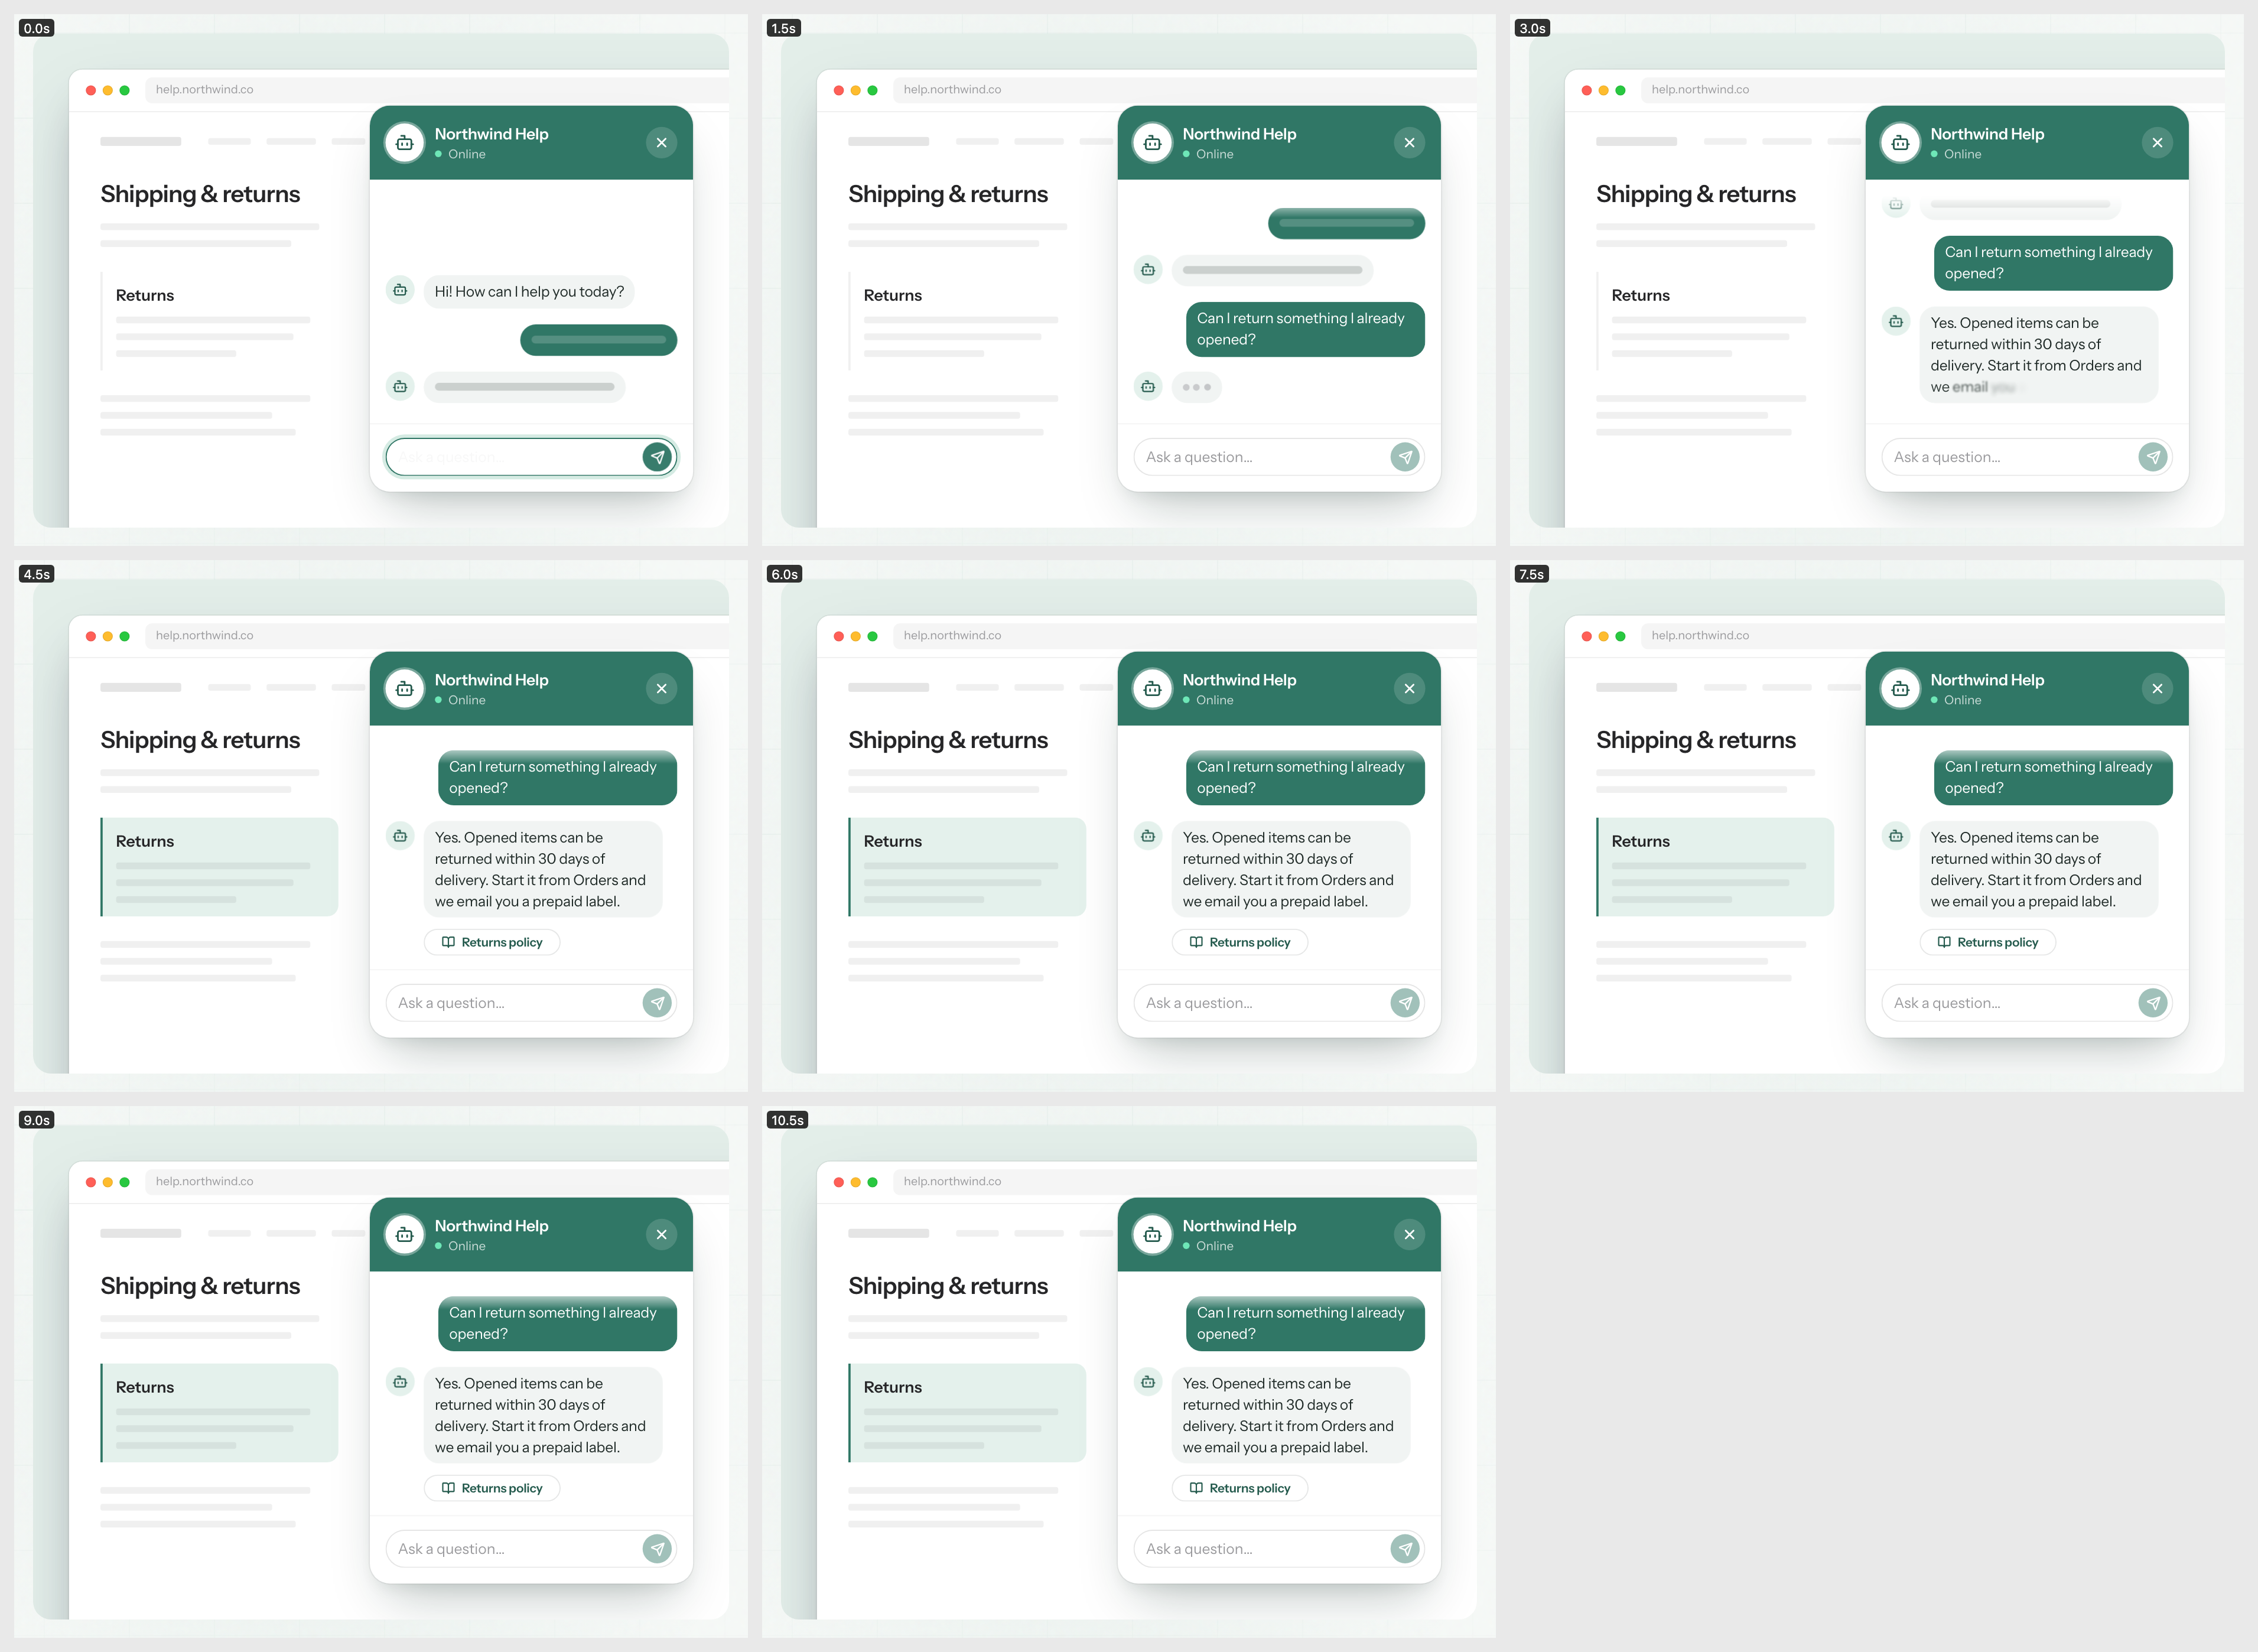 0.0s
help.northwind.co
Northwind Help
Online
Shipping & returns
Returns
Hi! How can I help you today?
Ask a question...
1.5s
help.northwind.co
Northwind Help
Online
Shipping & returns
Returns
Can I return something I already
opened?
Ask a question...
3.0s
help.northwind.co
Northwind Help
Online
Shipping & returns
Returns
Can I return something I already
opened?
Yes. Opened items can be
returned within 30 days of
delivery. Start it from Orders and
we email you
Ask a question...
4.5s
help.northwind.co
Northwind Help
Online
Shipping & returns
Returns
Can I return something I already
opened?
Yes. Opened items can be
returned within 30 days of
delivery. Start it from Orders and
we email you a prepaid label.
Returns policy
Ask a question...
6.0s
help.northwind.co
Northwind Help
Online
Shipping & returns
Returns
Can I return something I already
opened?
Yes. Opened items can be
returned within 30 days of
delivery. Start it from Orders and
we email you a prepaid label.
Returns policy
Ask a question...
7.5s
help.northwind.co
Northwind Help
Online
Shipping & returns
Returns
Can I return something I already
opened?
Yes. Opened items can be
returned within 30 days of
delivery. Start it from Orders and
we email you a prepaid label.
Returns policy
Ask a question...
9.0s
help.northwind.co
Northwind Help
Online
Shipping & returns
Returns
Can I return something I already
opened?
Yes. Opened items can be
returned within 30 days of
delivery. Start it from Orders and
we email you a prepaid label.
Returns policy
Ask a question...
10.5s
help.northwind.co
Northwind Help
Online
Shipping & returns
Returns
Can I return something I already
opened?
Yes. Opened items can be
returned within 30 days of
delivery. Start it from Orders and
we email you a prepaid label.
Returns policy
Ask a question...